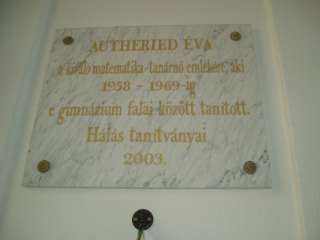 AUTHERIED ÉVA
a kiváló matematika-tanárnő emlékére, aki
1958 - 1969-ig
e gimnázium falai között tanított.
Hálás tanítványai
2003.